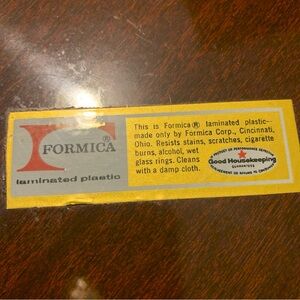 FORMICA®
laminated plastic
This is Formica® laminated plastic--
made only by Formica Corp., Cincinnati,
Ohio. Resists stains, scratches, cigarette
burns, alcohol, wet
glass rings. Cleans
with a damp cloth.
Good Housekeeping
GUARANTEES